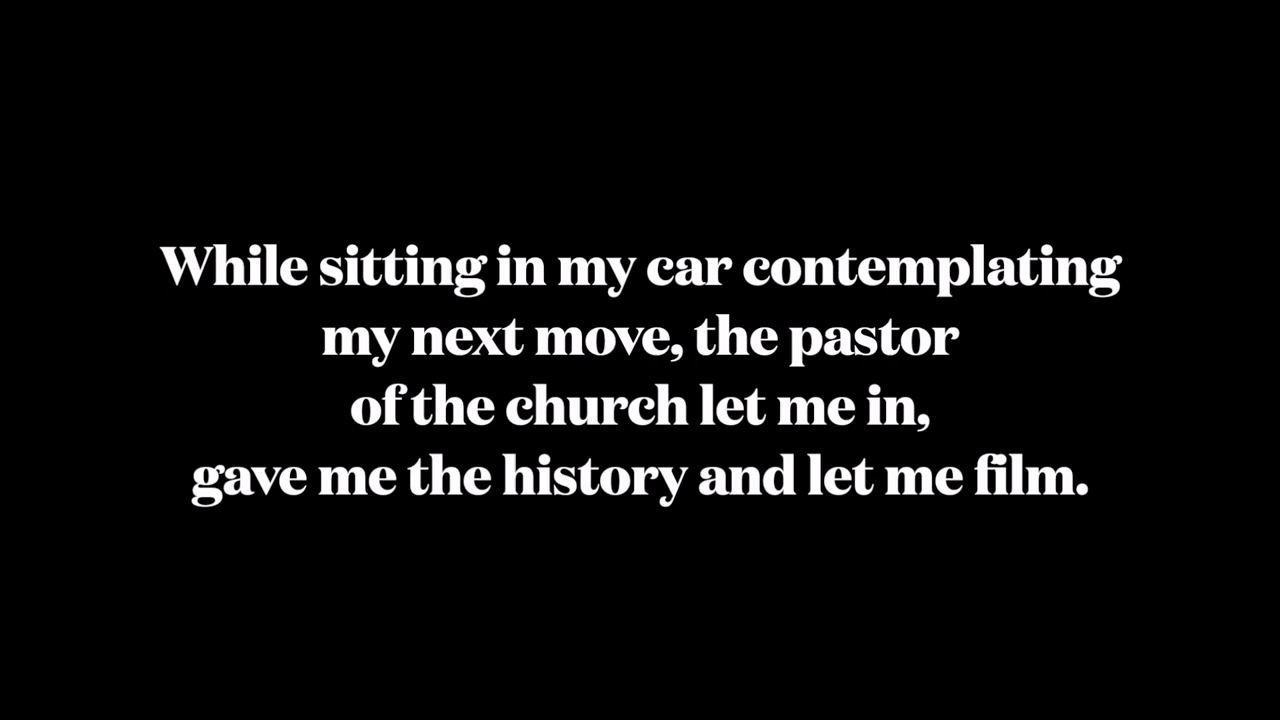 While sitting in my car contemplating
my next move, the pastor
of the church let me in,
gave me the history and let me film.